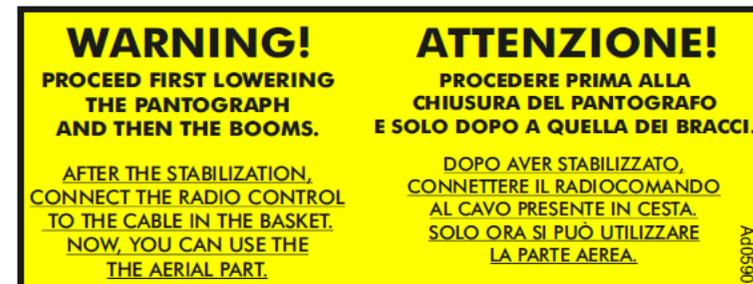 WARNING!
PROCEED FIRST LOWERING
THE PANTOGRAPH
AND THEN THE BOOMS.
AFTER THE STABILIZATION,
CONNECT THE RADIO CONTROL
TO THE CABLE IN THE BASKET.
NOW, YOU CAN USE THE
THE AERIAL PART.
ATTENZIONE!
PROCEDERE PRIMA ALLA
CHIUSURA DEL PANTOGRAFO
E SOLO DOPO A QUELLA DEI BRACCI.
DOPO AVER STABILIZZATO,
CONNETTERE IL RADIOCOMANDO
AL CAVO PRESENTE IN CESTA.
SOLO ORA SI PUÒ UTILIZZARE
LA PARTE AEREA.
Ad0590